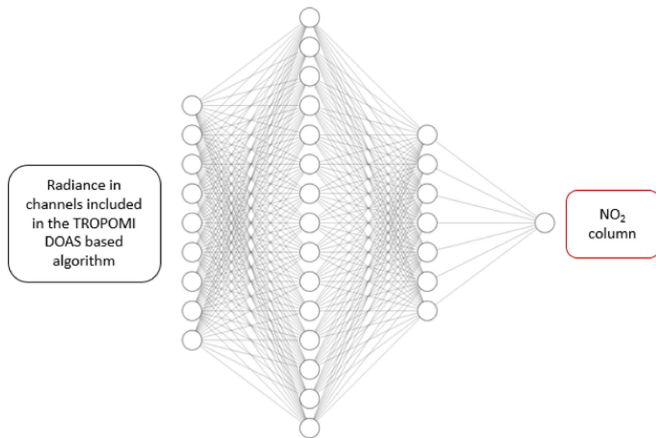 Radiance in
channels included
in the TROPOMI
DOAS based
algorithm
NO₂
column